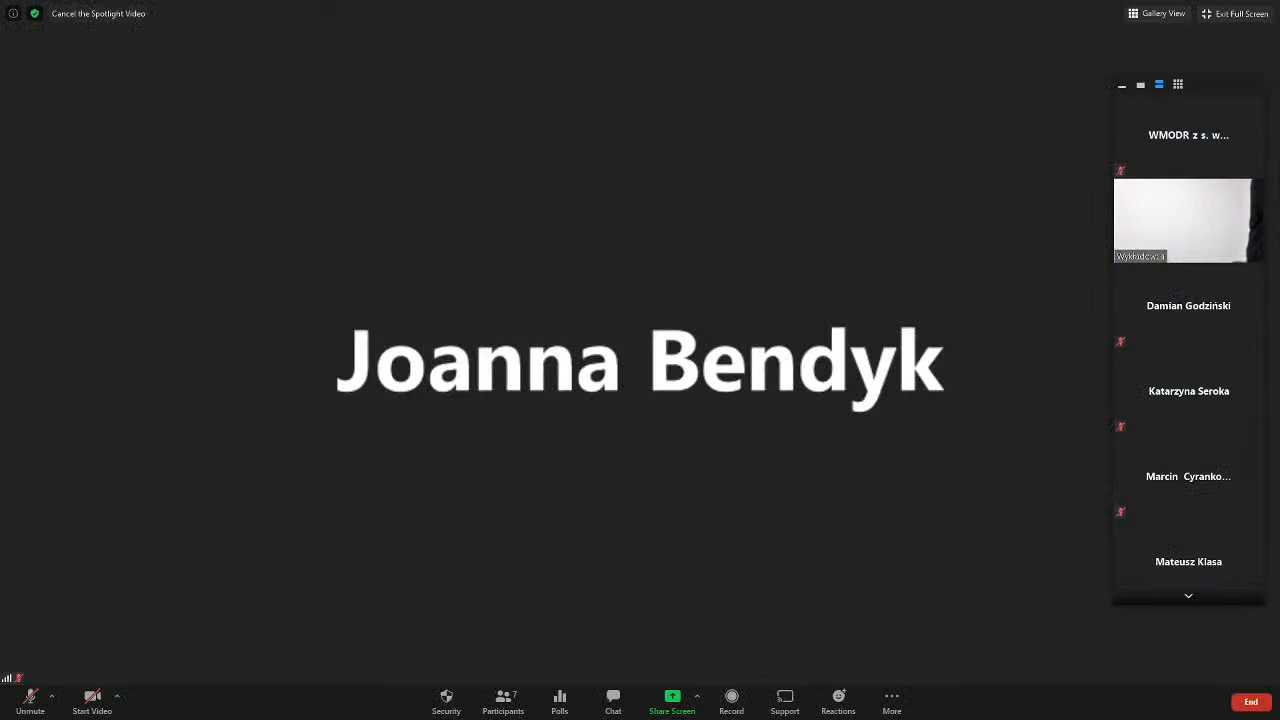 Cancel the Spotlight Video
Gallery View
Exit Full Screen
WMODR z s. w...
Wykładowca
Damian Godziński
Katarzyna Seroka
Marcin Cyranko...
Mateusz Klasa
Joanna Bendyk
Unmute
Start Video
Security
Participants 7
Polls
Chat
Share Screen
Record
Support
Reactions
More
End